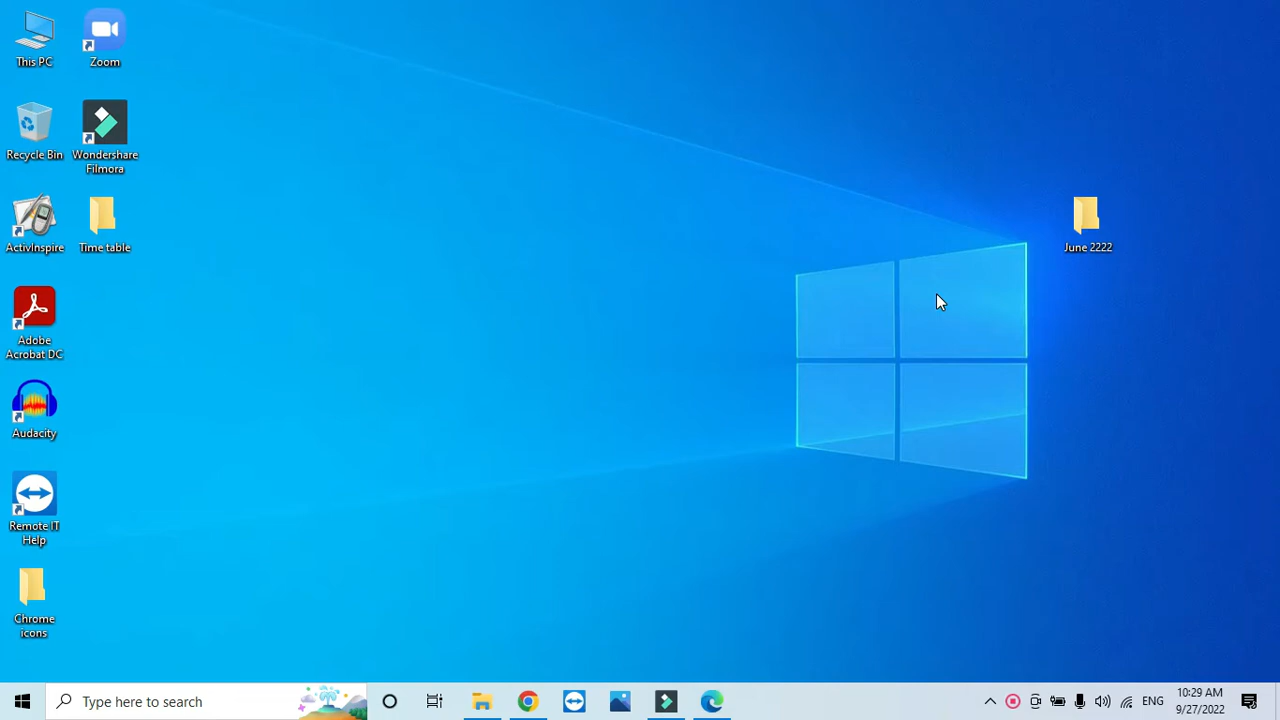 This PC
Zoom
Recycle Bin
Wondershare
Filmora
ActivInspire
Time table
June 2222
Adobe
Acrobat DC
Audacity
Remote IT
Help
Chrome
icons
Type here to search
ENG
10:29 AM
9/27/2022